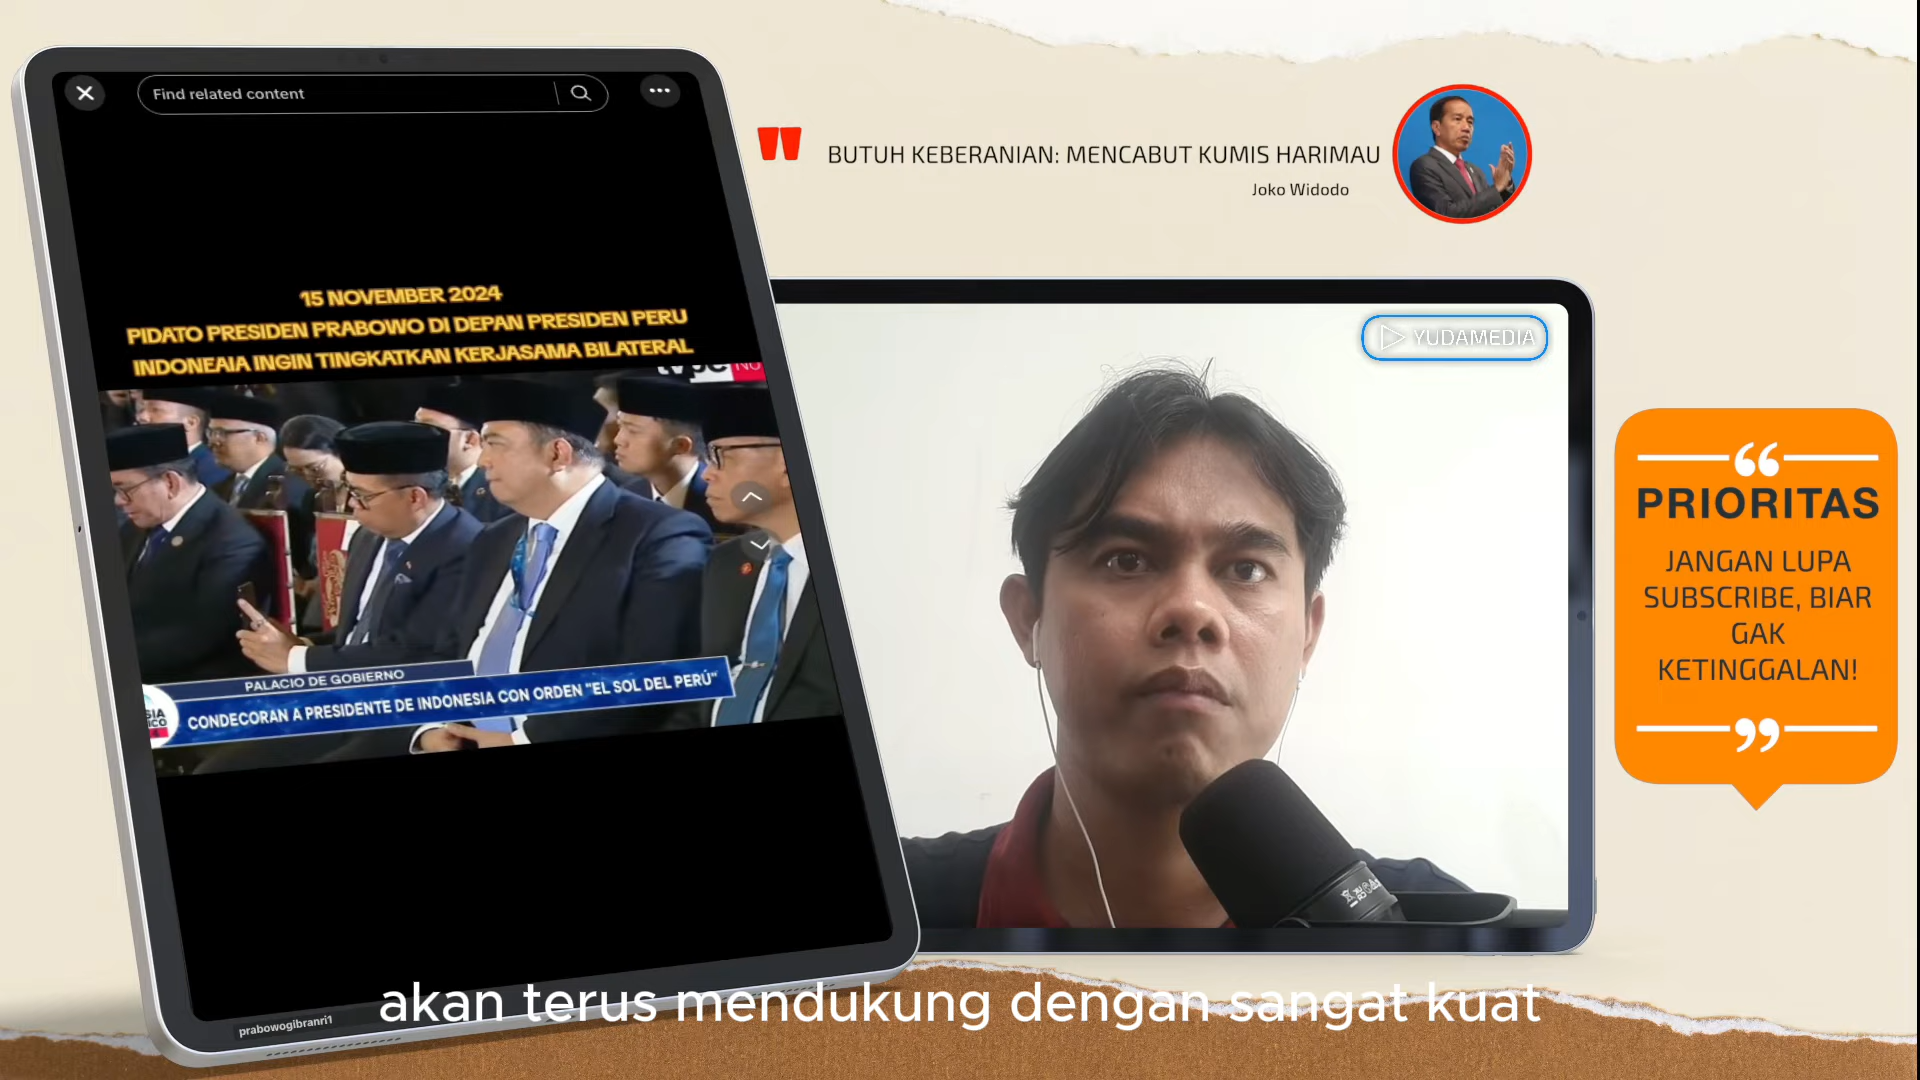 Find related content
15 NOVEMBER 2024
PIDATO PRESIDEN PRABOWO DI DEPAN PRESIDEN PERU
INDONEAIA INGIN TINGKATKAN KERJASAMA BILATERAL
PALACIO DE GOBIERNO
CONDECORAN A PRESIDENTE DE INDONESIA CON ORDEN "EL SOL DEL PERÚ"
prabowogibranri1
BUTUH KEBERANIAN: MENCABUT KUMIS HARIMAU
Joko Widodo
YUDAMEDIA
PRIORITAS
JANGAN LUPA
SUBSCRIBE, BIAR
GAK
KETINGGALAN!
akan terus mendukung dengan sangat kuat